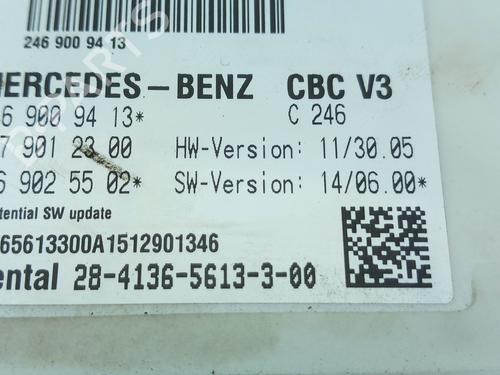 246 900 94 13
MERCEDES-BENZ CBC V3
6 900 94 13* C 246
7 901 23 00 HW-Version: 11/30.05
6 902 55 02* SW-Version: 14/06.00*
tential SW update
65613300A1512901346
ental 28-4136-5613-3-00